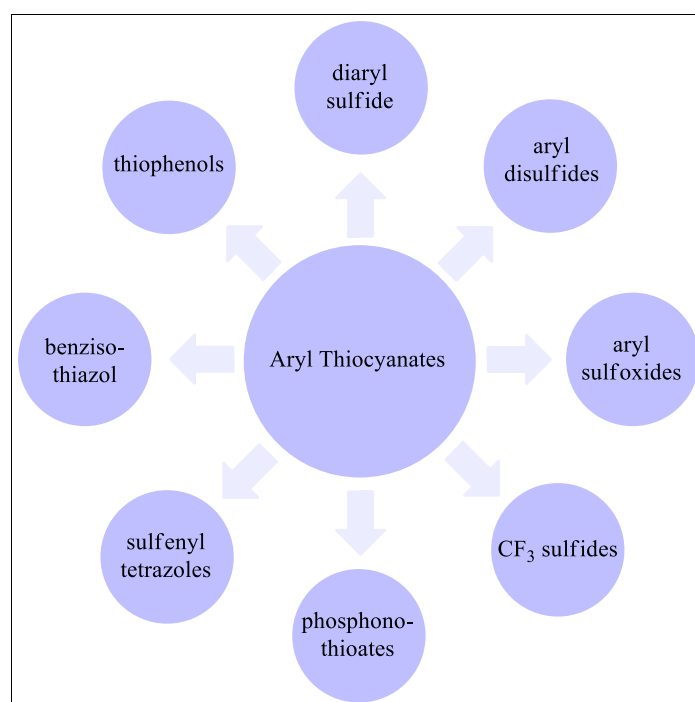 diaryl
sulfide
aryl
disulfides
thiophenols
benziso-
thiazol
Aryl Thiocyanates
aryl
sulfoxides
sulfenyl
tetrazoles
CF₃ sulfides
phosphono-
thioates